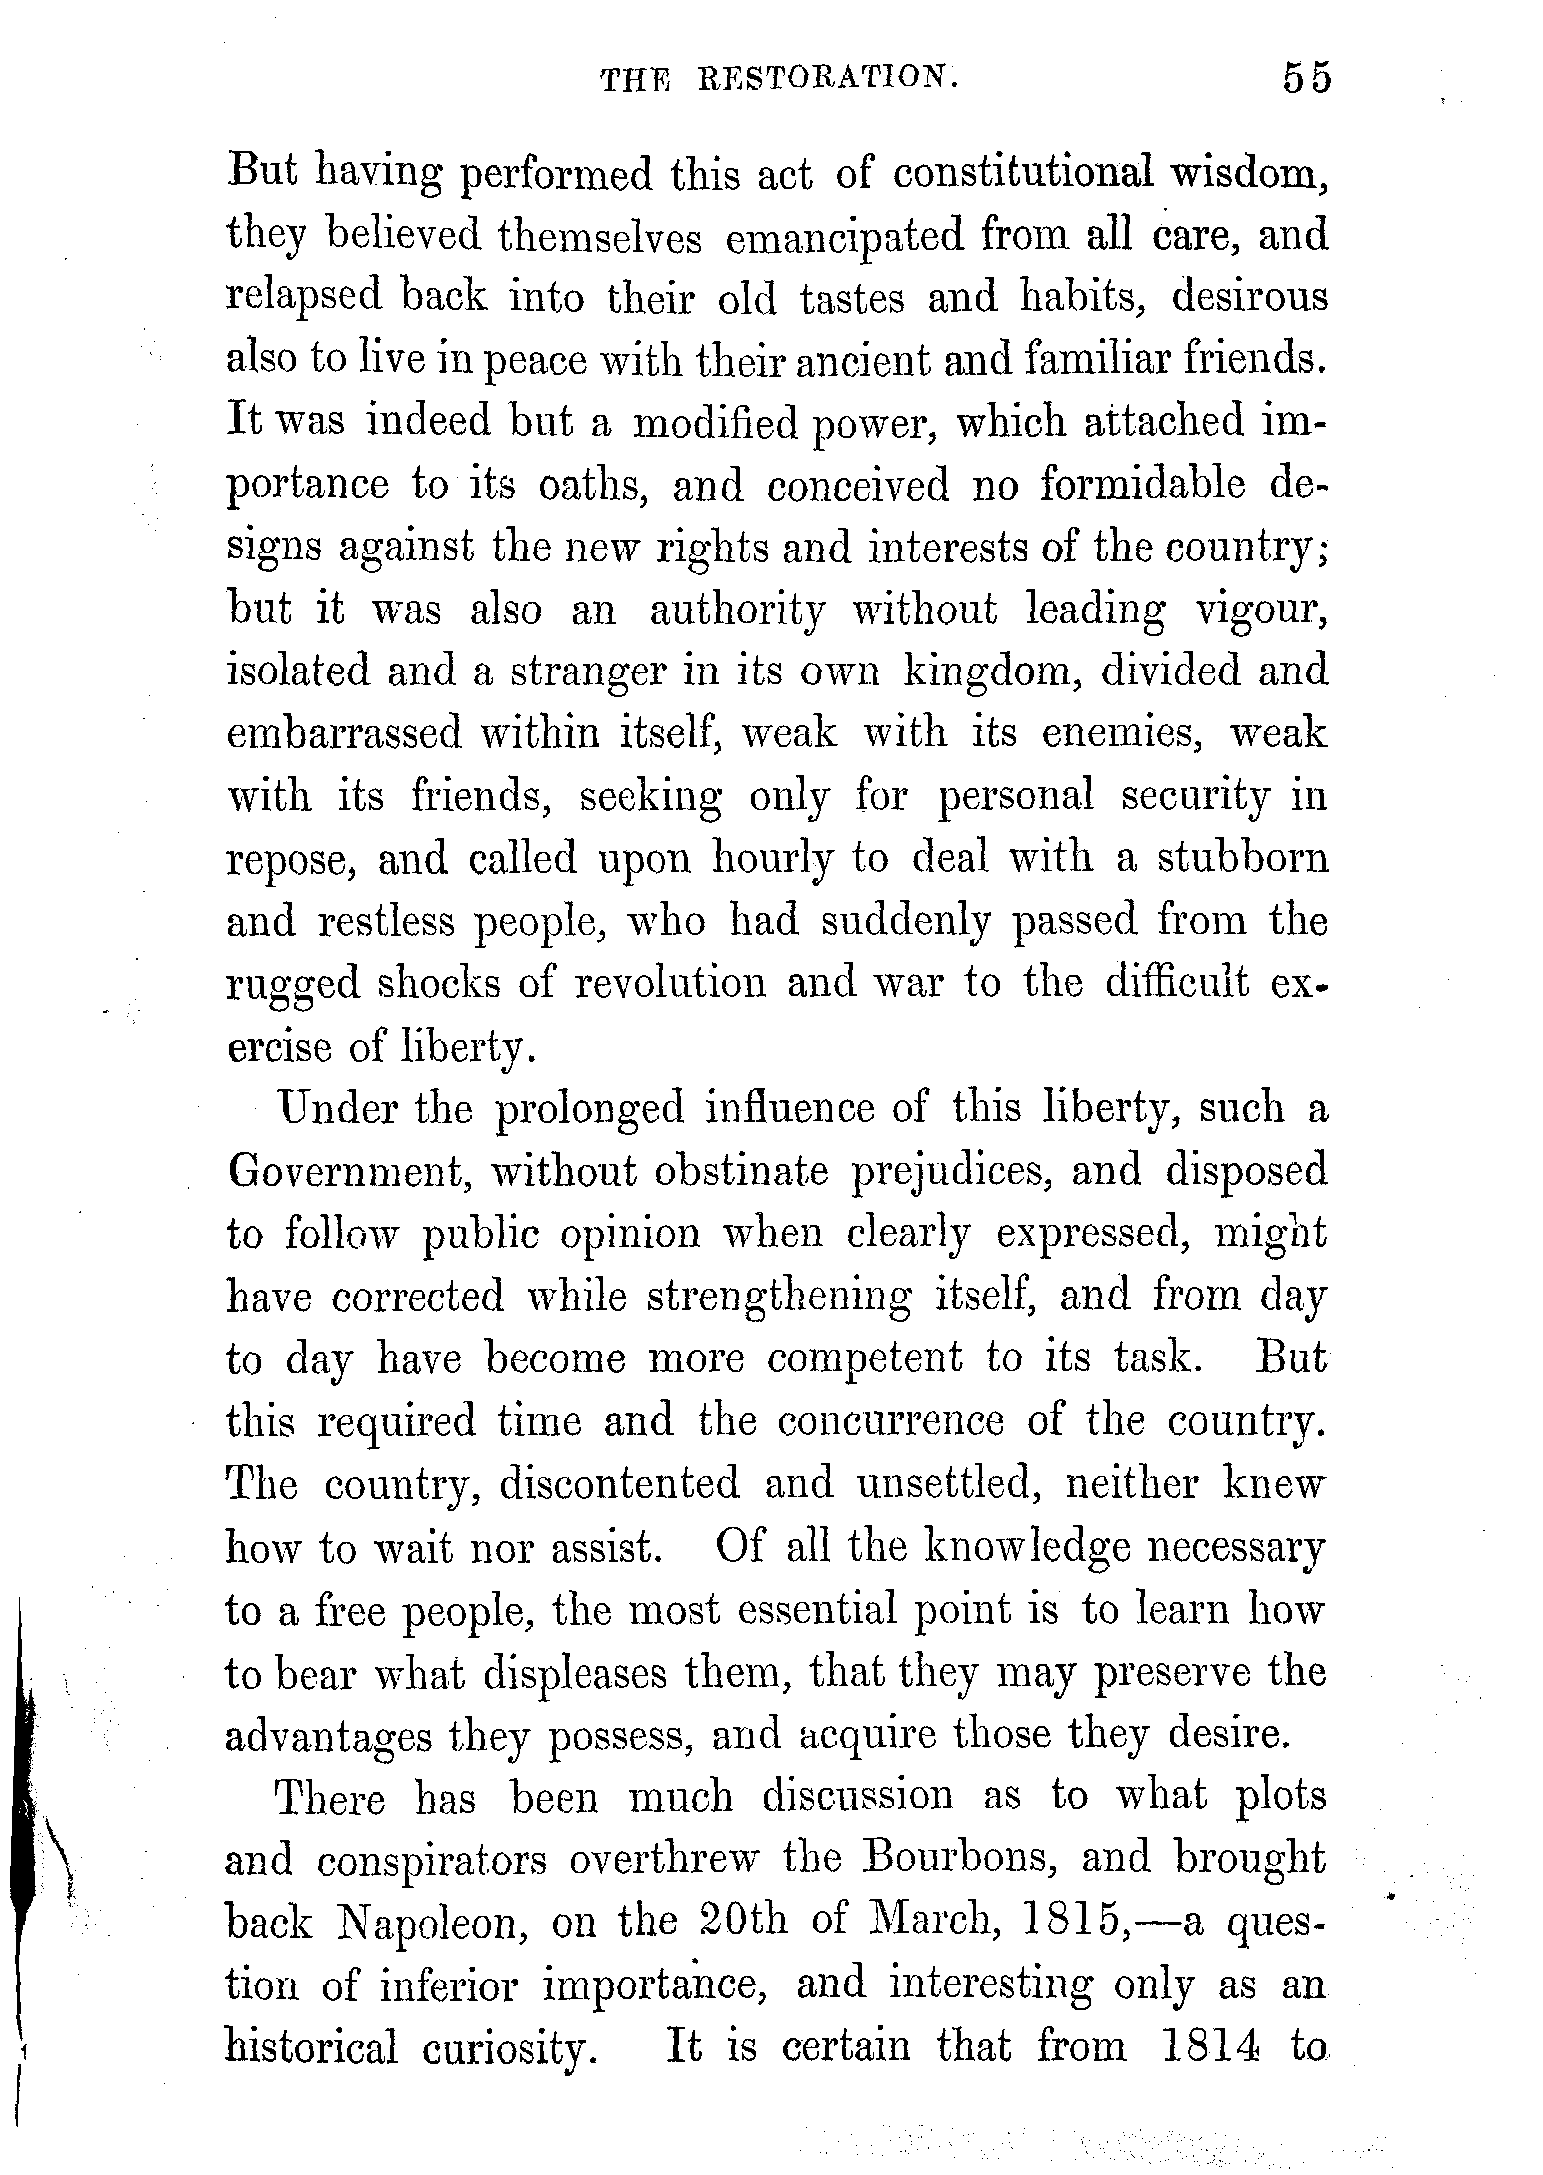 THE RESTORATION. 55
But having performed this act of constitutional wisdom,
they believed themselves emancipated from all care, and
relapsed back into their old tastes and habits, desirous
also to live in peace with their ancient and familiar friends.
It was indeed but a modified power, which attached im-
portance to its oaths, and conceived no formidable de-
signs against the new rights and interests of the country;
but it was also an authority without leading vigour,
isolated and a stranger in its own kingdom, divided and
embarrassed within itself, weak with its enemies, weak
with its friends, seeking only for personal security in
repose, and called upon hourly to deal with a stubborn
and restless people, who had suddenly passed from the
rugged shocks of revolution and war to the difficult ex-
ercise of liberty.
Under the prolonged influence of this liberty, such a
Government, without obstinate prejudices, and disposed
to follow public opinion when clearly expressed, might
have corrected while strengthening itself, and from day
to day have become more competent to its task. But
this required time and the concurrence of the country.
The country, discontented and unsettled, neither knew
how to wait nor assist. Of all the knowledge necessary
to a free people, the most essential point is to learn how
to bear what displeases them, that they may preserve the
advantages they possess, and acquire those they desire.
There has been much discussion as to what plots
and conspirators overthrew the Bourbons, and brought
back Napoleon, on the 20th of March, 1815,—a ques-
tion of inferior importance, and interesting only as an
historical curiosity. It is certain that from 1814 to